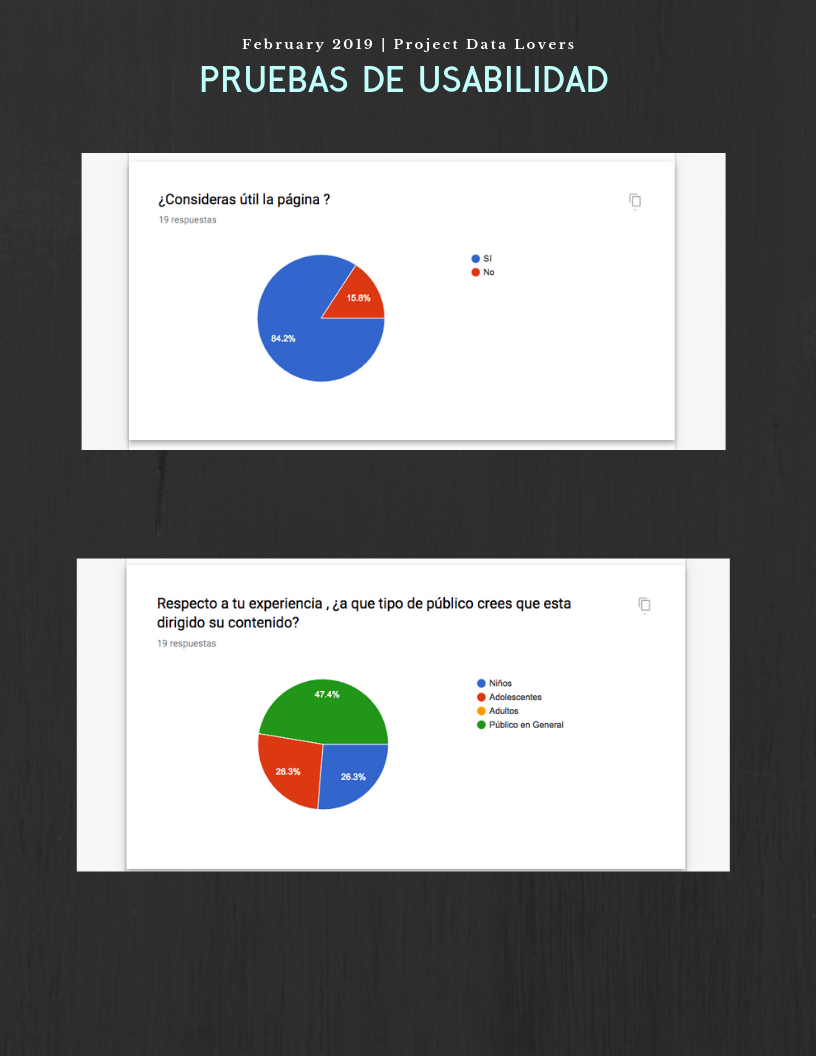 February 2019 | Project Data Lovers
PRUEBAS DE USABILIDAD
¿Consideras útil la página ?
19 respuestas
Sí
No
15.8%
84.2%
Respecto a tu experiencia , ¿a que tipo de público crees que esta
dirigido su contenido?
19 respuestas
47.4%
Niños
Adolescentes
Adultos
Público en General
26.3%
26.3%